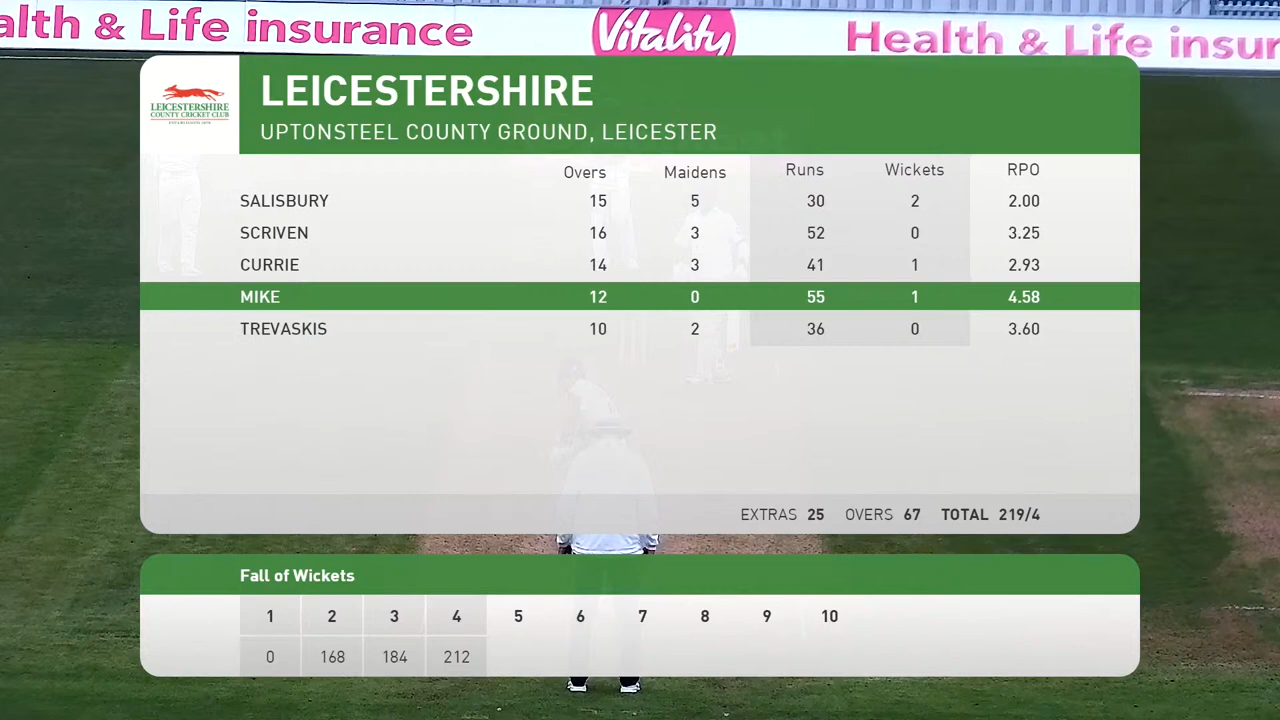 alth & Life insurance Vitality Health & Life insur
LEICESTERSHIRE
COUNTY CRICKET CLUB
LEICESTERSHIRE
UPTONSTEEL COUNTY GROUND, LEICESTER
Overs Maidens Runs Wickets RPO
SALISBURY 15 5 30 2 2.00
SCRIVEN 16 3 52 0 3.25
CURRIE 14 3 41 1 2.93
MIKE 12 0 55 1 4.58
TREVASKIS 10 2 36 0 3.60
EXTRAS 25 OVERS 67 TOTAL 219/4
Fall of Wickets
1 2 3 4 5 6 7 8 9 10
0 168 184 212